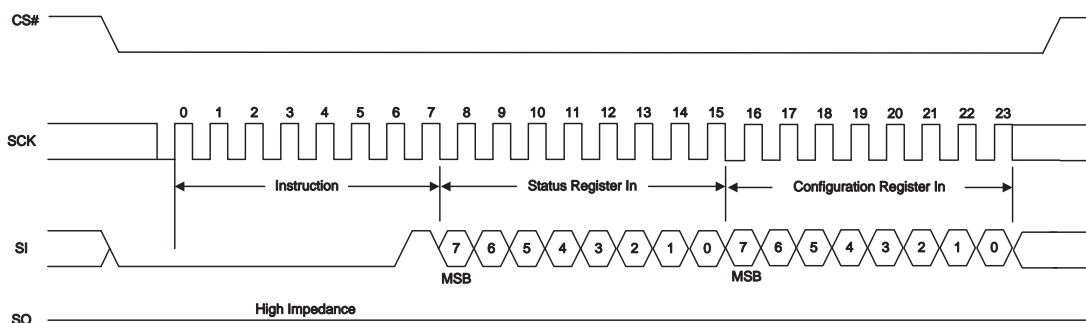 CS#
0 1 2 3 4 5 6 7 8 9 10 11 12 13 14 15 16 17 18 19 20 21 22 23
SCK
Instruction Status Register In Configuration Register In
SI 7 6 5 4 3 2 1 0 7 6 5 4 3 2 1 0
MSB MSB
High Impedance
SO